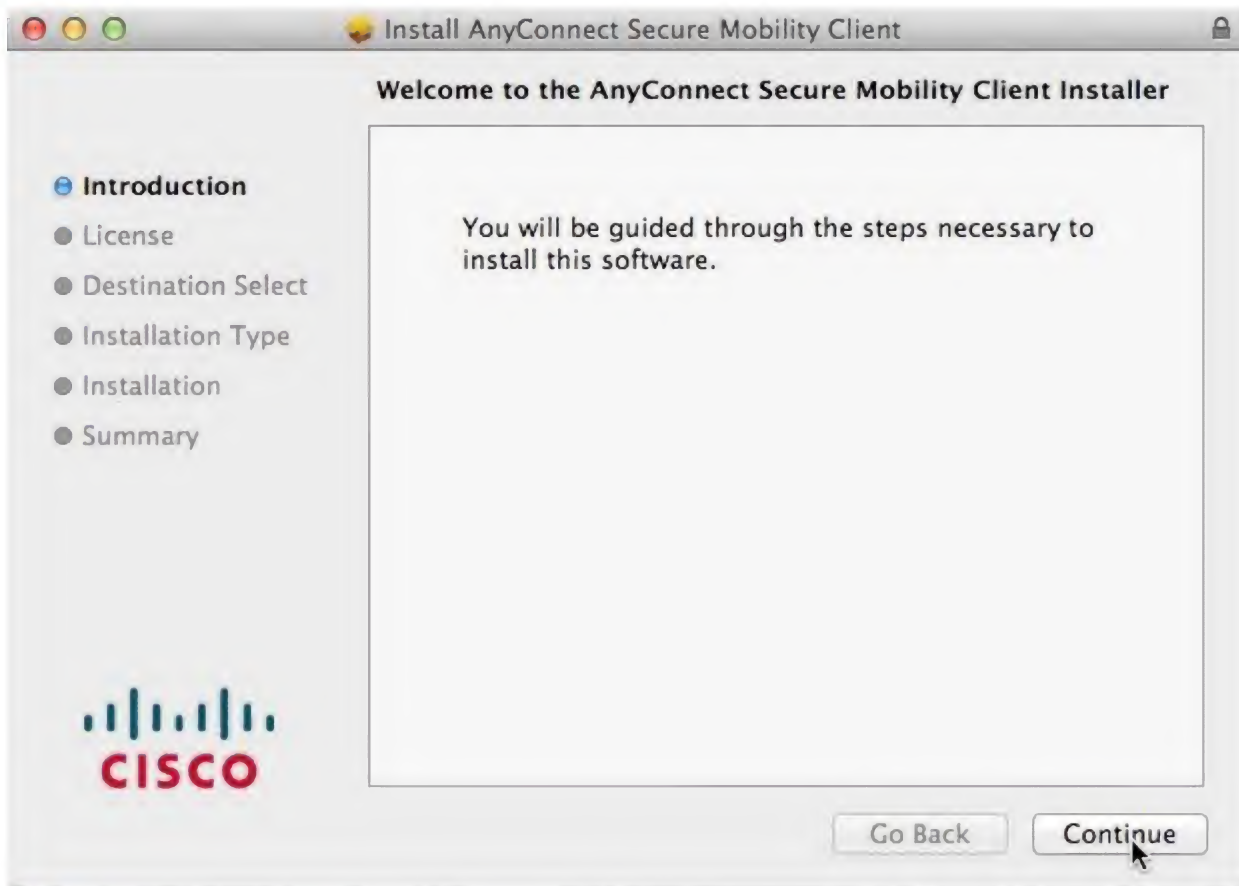 Install AnyConnect Secure Mobility Client
Welcome to the AnyConnect Secure Mobility Client Installer
Introduction
License
Destination Select
Installation Type
Installation
Summary
You will be guided through the steps necessary to
install this software.
CISCO
Go Back
Continue